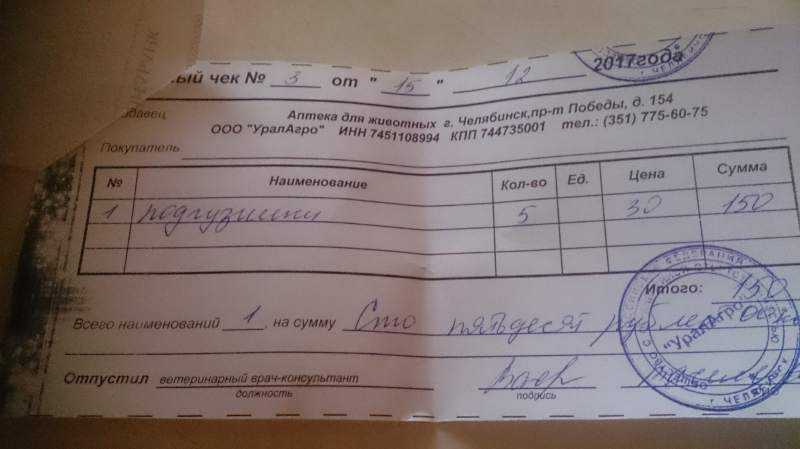 ный чек № 3 от "15" 12 2017года
давец Аптека для животных г. Челябинск,пр-т Победы, д. 154
ООО "УралАгро" ИНН 7451108994 КПП 744735001 тел.: (351) 775-60-75
Покупатель
№ Наименование Кол-во Ед. Цена Сумма
1 подгузники 5 30 150
Итого: 150
Всего наименований 1, на сумму Сто пятьдесят рублей
Отпустил ветеринарный врач-консультант
должность подпись
"УралАгро"
г. ЧЕЛЯБИНСК